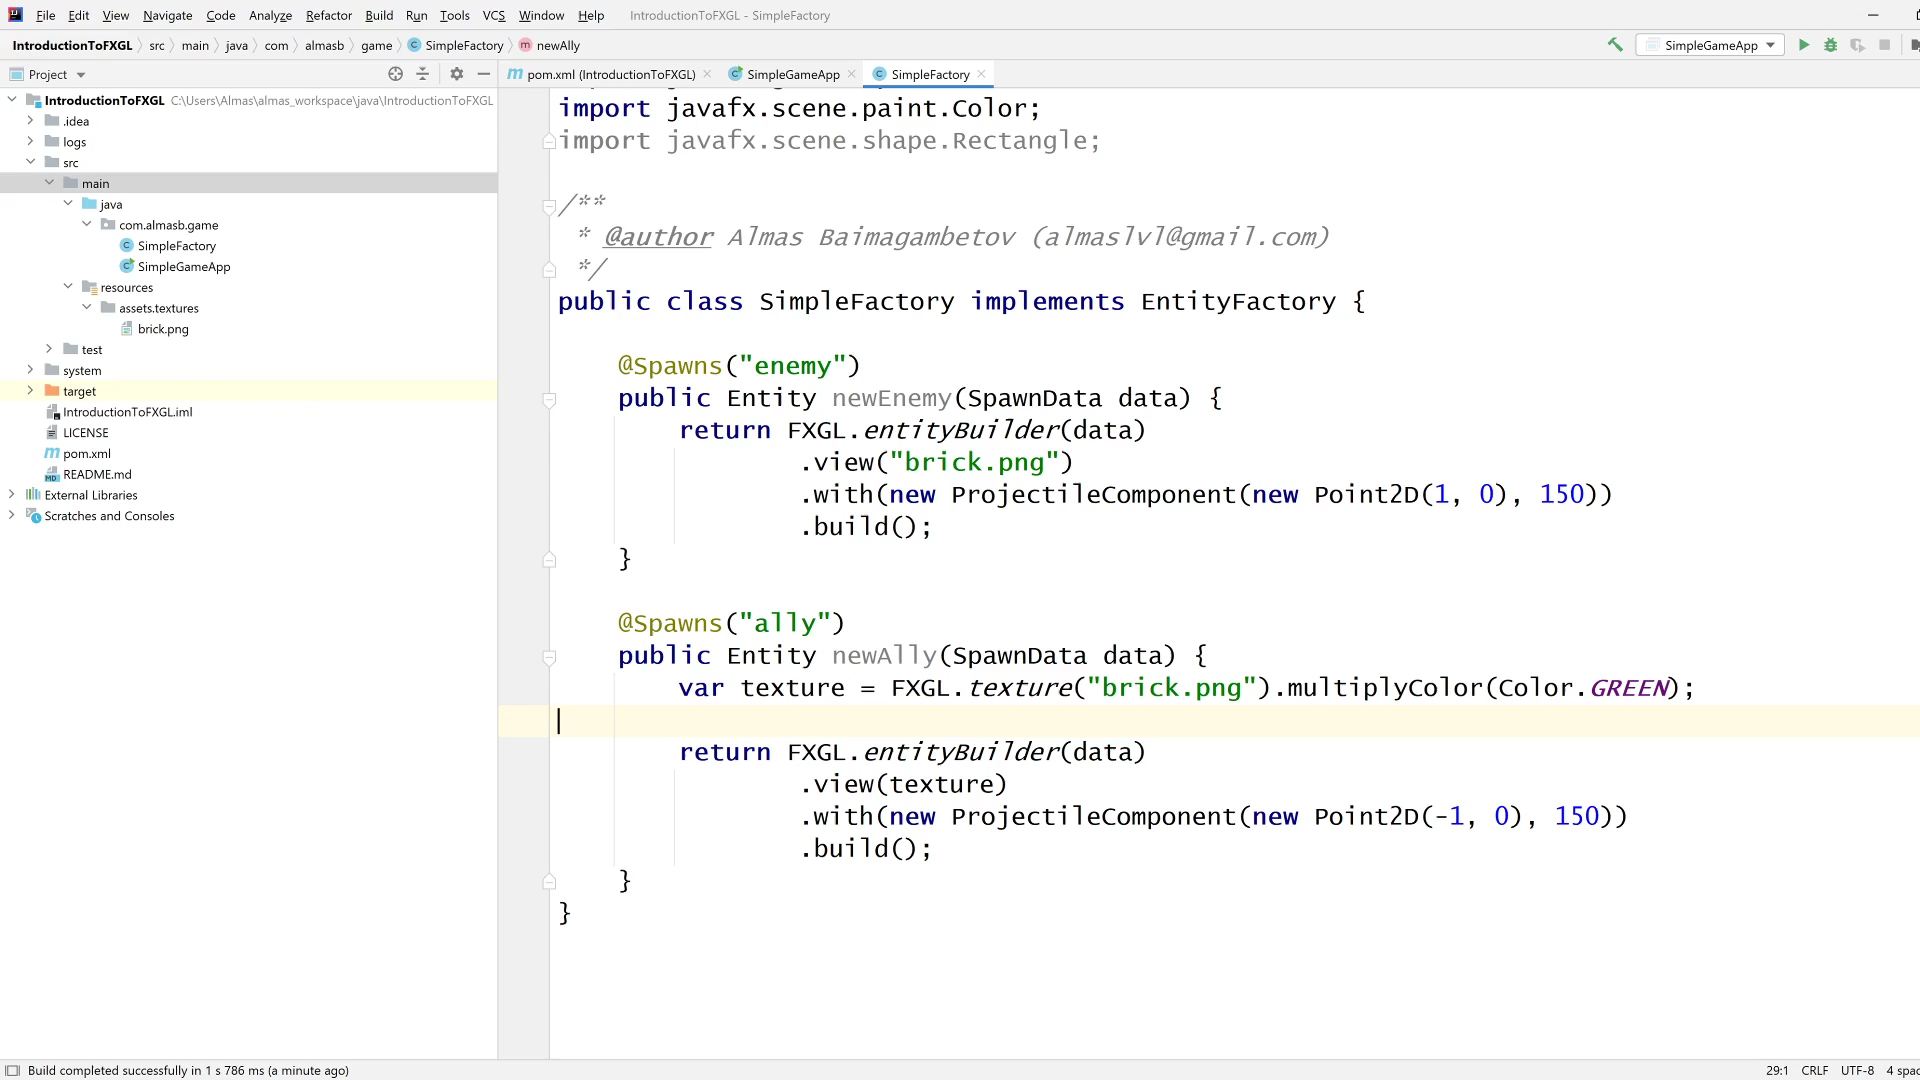 File Edit View Navigate Code Analyze Refactor Build Run Tools VCS Window Help IntroductionToFXGL - SimpleFactory
IntroductionToFXGL src main java com almasb game SimpleFactory newAlly SimpleGameApp
Project pom.xml (IntroductionToFXGL) SimpleGameApp SimpleFactory
IntroductionToFXGL C:\Users\Almas\almas_workspace\java\IntroductionToFXGL
.idea
logs
src
main
java
com.almasb.game
SimpleFactory
SimpleGameApp
resources
assets.textures
brick.png
test
system
target
IntroductionToFXGL.iml
LICENSE
pom.xml
README.md
External Libraries
Scratches and Consoles
import javafx.scene.paint.Color;
import javafx.scene.shape.Rectangle;
/**
* @author Almas Baimagambetov (almaslvl@gmail.com)
*/
public class SimpleFactory implements EntityFactory {
@Spawns("enemy")
public Entity newEnemy(SpawnData data) {
return FXGL.entityBuilder(data)
.view("brick.png")
.with(new ProjectileComponent(new Point2D(1, 0), 150))
.build();
}
@Spawns("ally")
public Entity newAlly(SpawnData data) {
var texture = FXGL.texture("brick.png").multiplyColor(Color.GREEN);
return FXGL.entityBuilder(data)
.view(texture)
.with(new ProjectileComponent(new Point2D(-1, 0), 150))
.build();
}
}
Build completed successfully in 1 s 786 ms (a minute ago) 29:1 CRLF UTF-8 4 spac